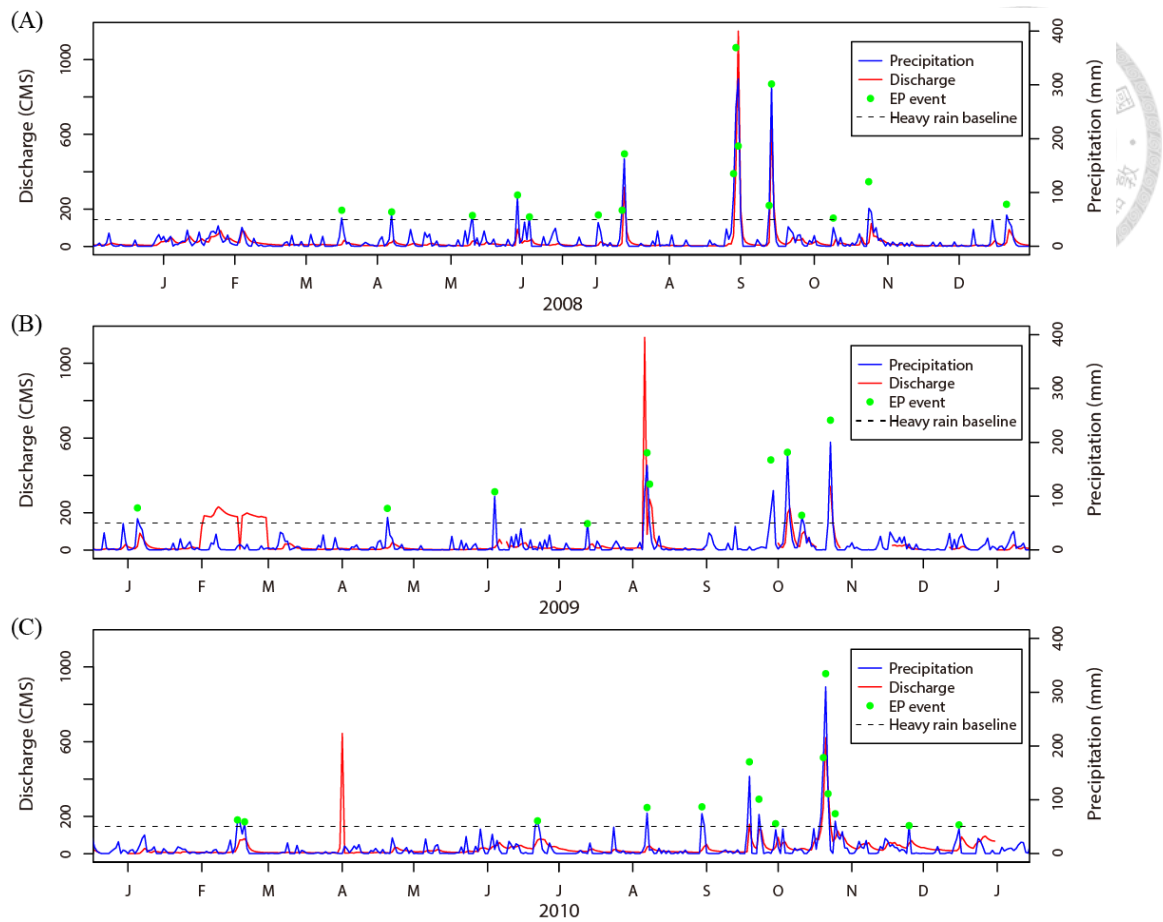 (A)
Discharge (CMS)
0 200 600 1000
Precipitation (mm)
0 100 200 300 400
Precipitation
Discharge
EP event
Heavy rain baseline
J F A M J J A S O N D
2008
(B)
Discharge (CMS)
0 200 600 1000
Precipitation (mm)
0 100 200 300 400
Precipitation
Discharge
EP event
Heavy rain baseline
J F M A M J J A S O N D J
2009
(C)
Discharge (CMS)
0 200 600 1000
Precipitation (mm)
0 100 200 300 400
Precipitation
Discharge
EP event
Heavy rain baseline
J F M A M J J A S O N D J
2010